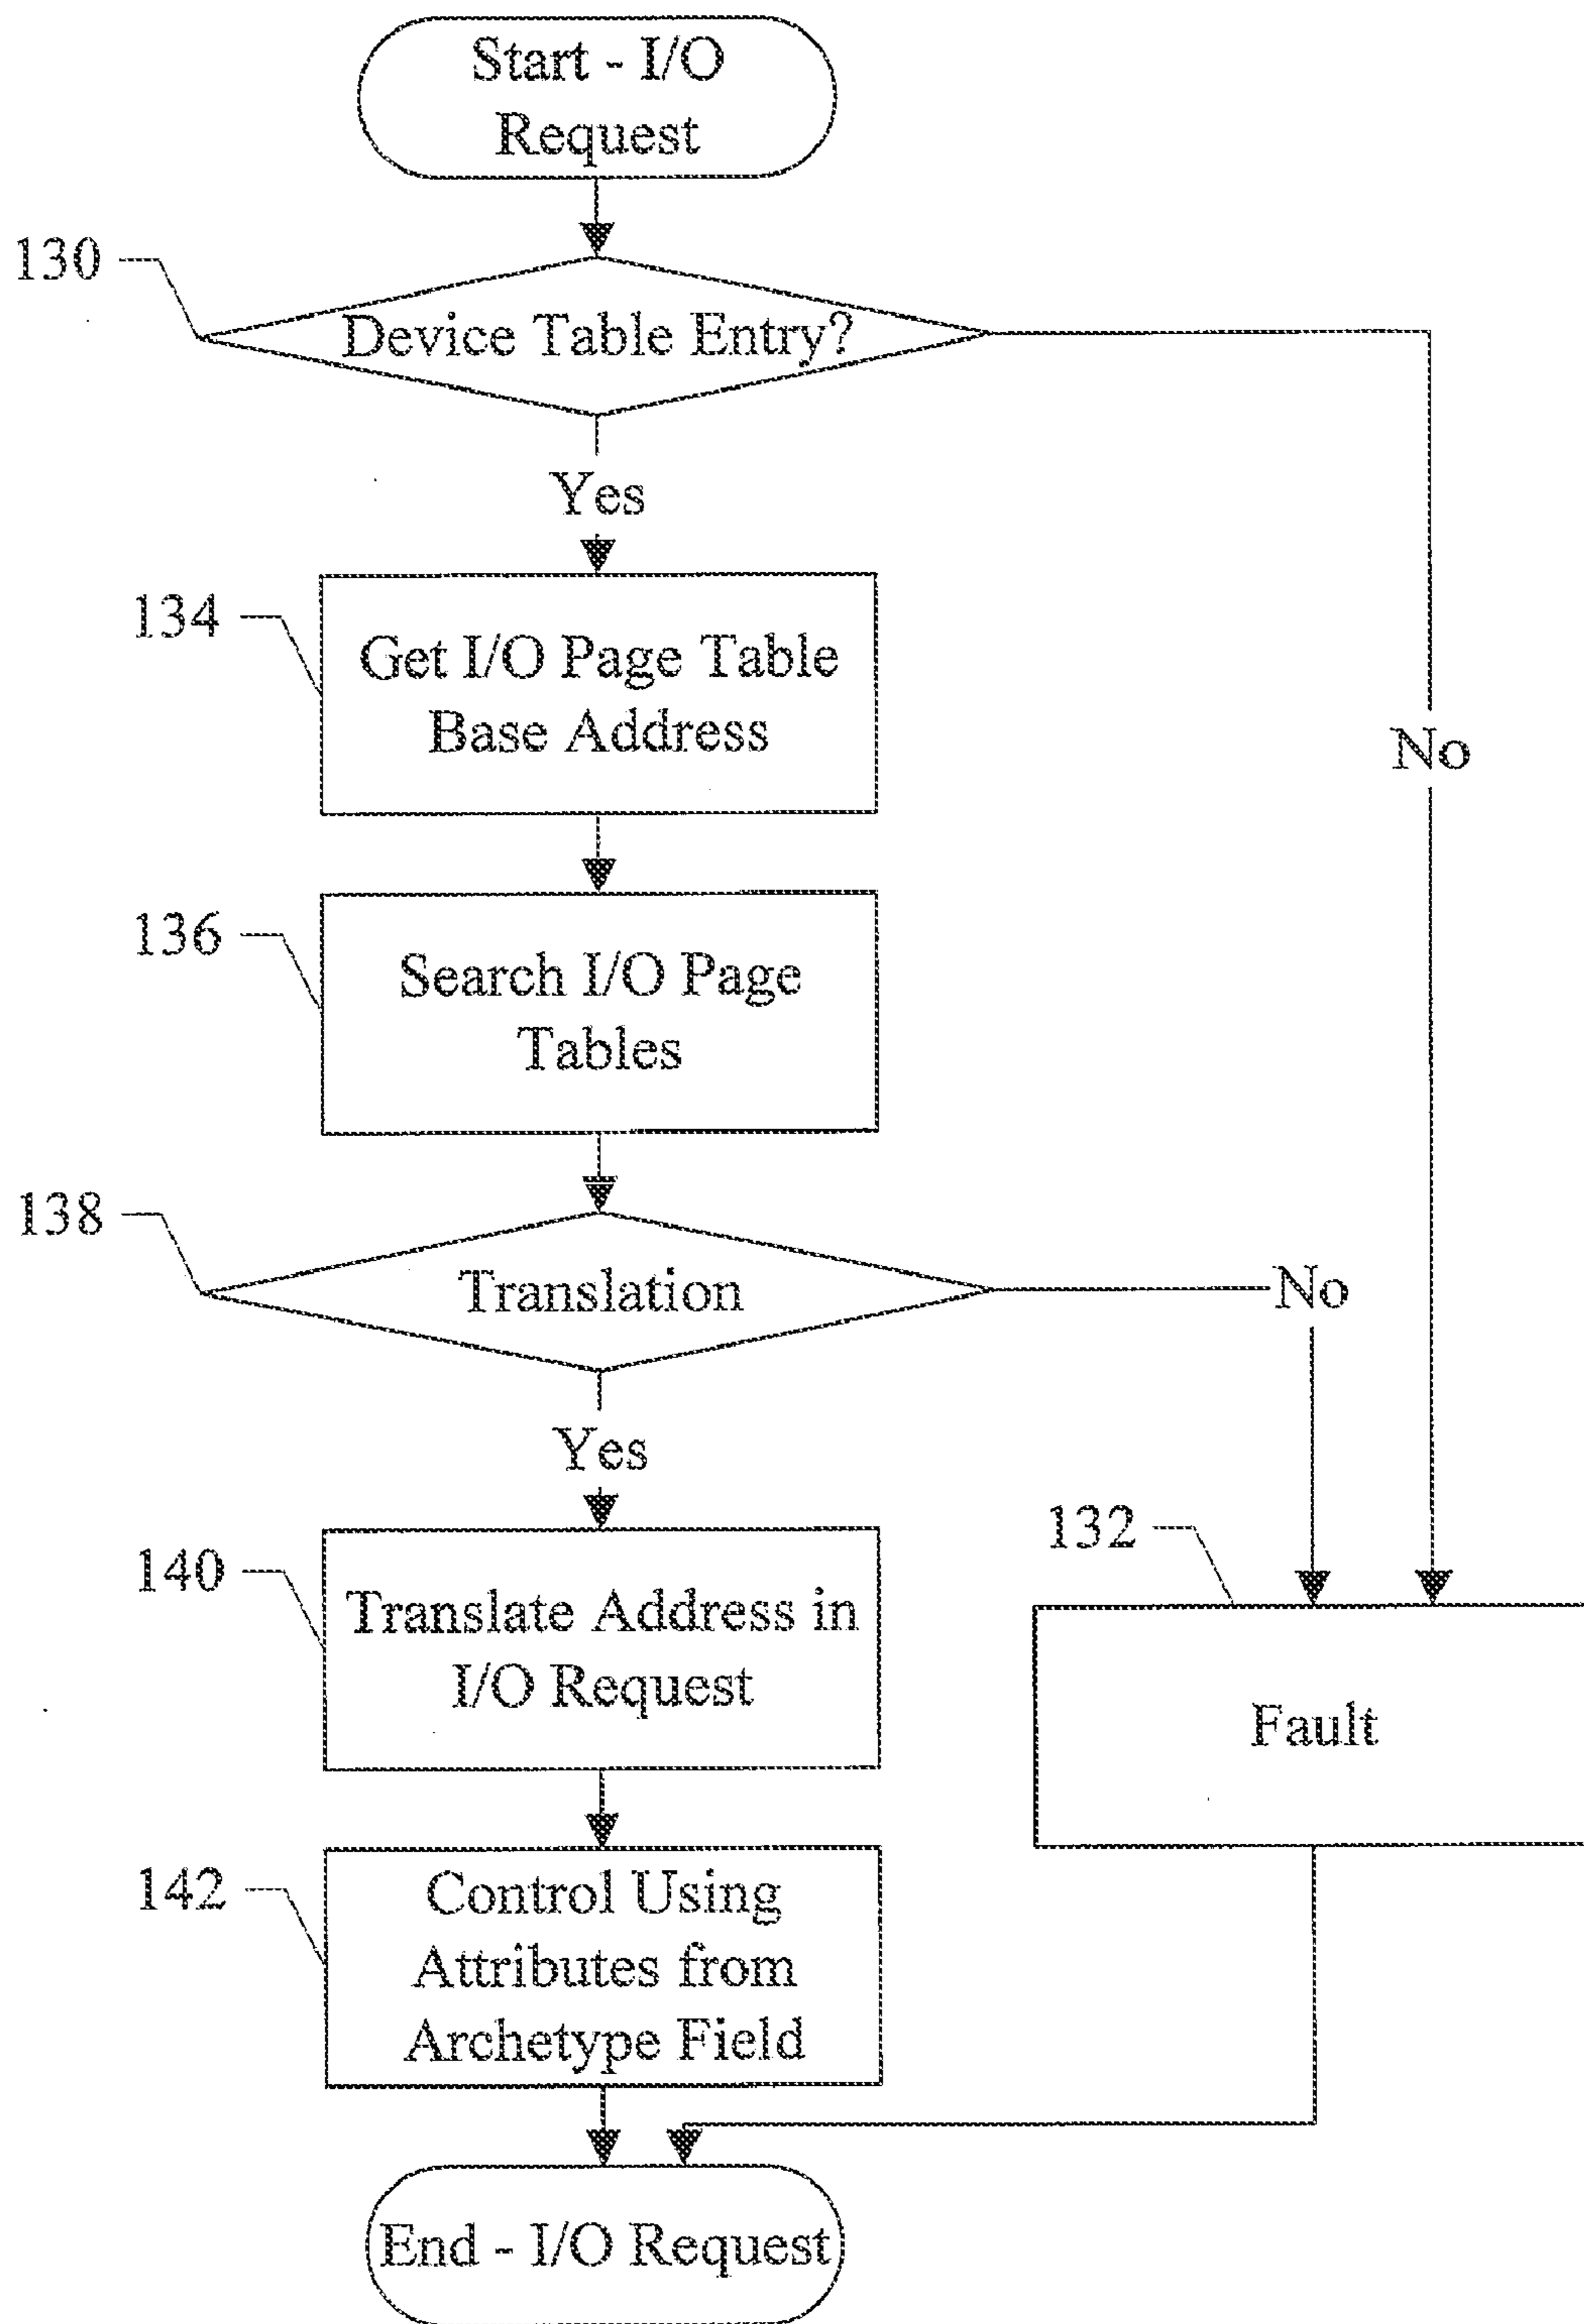 Start - I/O
Request
130
Device Table Entry?
Yes
134
Get I/O Page Table
Base Address
No
136
Search I/O Page
Tables
138
Translation
No
Yes
132
140
Translate Address in
I/O Request
Fault
142
Control Using
Attributes from
Archetype Field
End - I/O Request